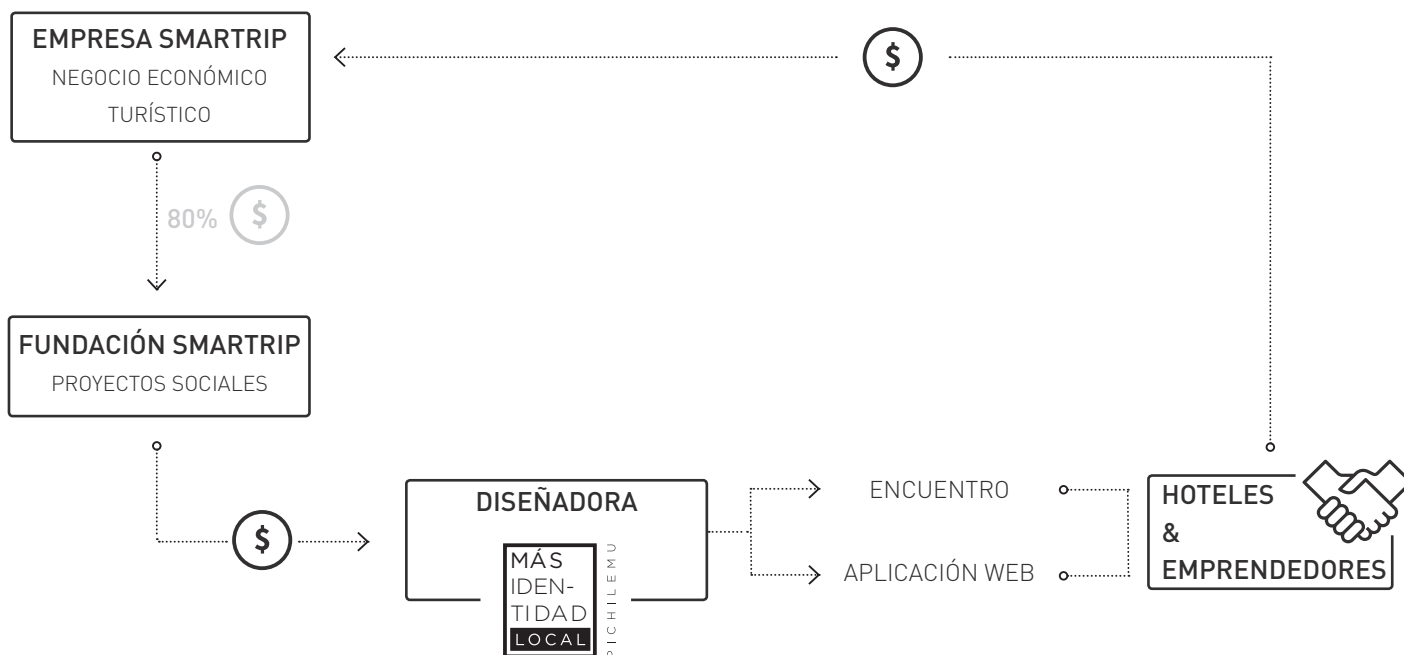 EMPRESA SMARTRIP
NEGOCIO ECONÓMICO
TURÍSTICO
$
80% $
FUNDACIÓN SMARTRIP
PROYECTOS SOCIALES
$
DISEÑADORA
MÁS
IDEN-
TIDAD
LOCAL
PICHILEMU
ENCUENTRO
APLICACIÓN WEB
HOTELES
&
EMPRENDEDORES